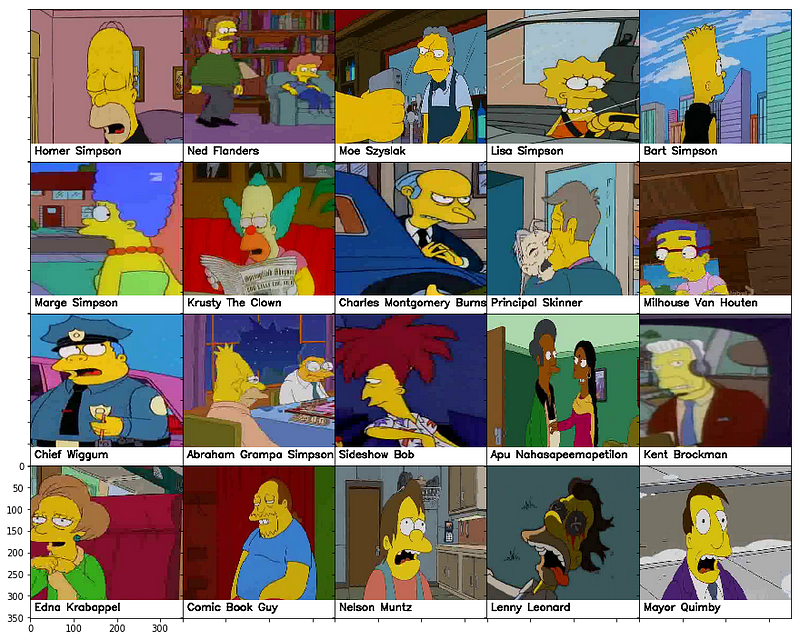 Homer Simpson
Ned Flanders
Moe Szyslak
Lisa Simpson
Bart Simpson
Marge Simpson
Krusty The Clown
Charles Montgomery Burns
Principal Skinner
Milhouse Van Houten
Chief Wiggum
Abraham Grampa Simpson
Sideshow Bob
Apu Nahasapeemapetilon
Kent Brockman
0
50
100
150
200
250
300
350
Edna Krabappel
Comic Book Guy
Nelson Muntz
Lenny Leonard
Mayor Quimby
0 100 200 300